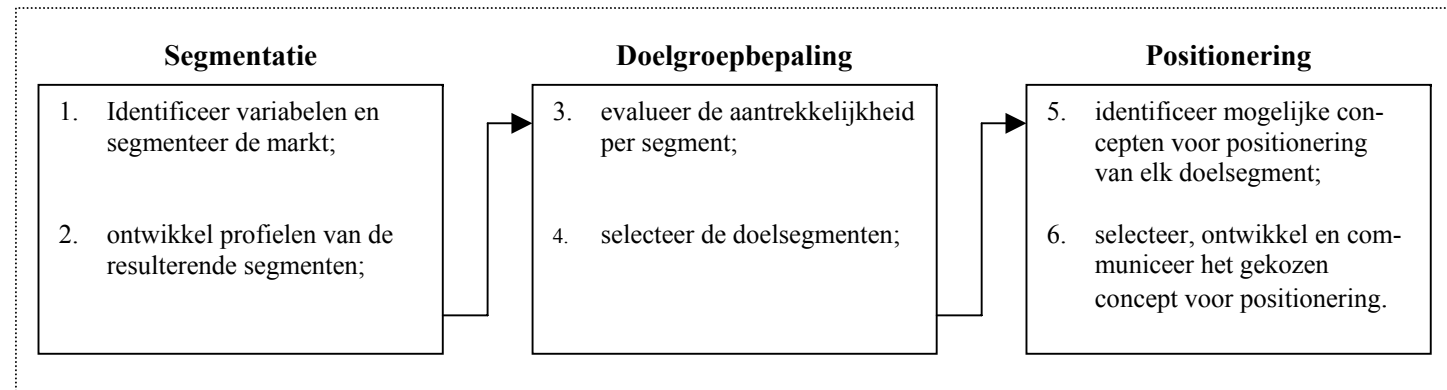 Segmentatie
1. Identificeer variabelen en
segmenteer de markt;
2. ontwikkel profielen van de
resulterende segmenten;
Doelgroepbepaling
3. evalueer de aantrekkelijkheid
per segment;
4. selecteer de doelsegmenten;
Positionering
5. identificeer mogelijke con-
cepten voor positionering
van elk doelsegment;
6. selecteer, ontwikkel en com-
municeer het gekozen
concept voor positionering.